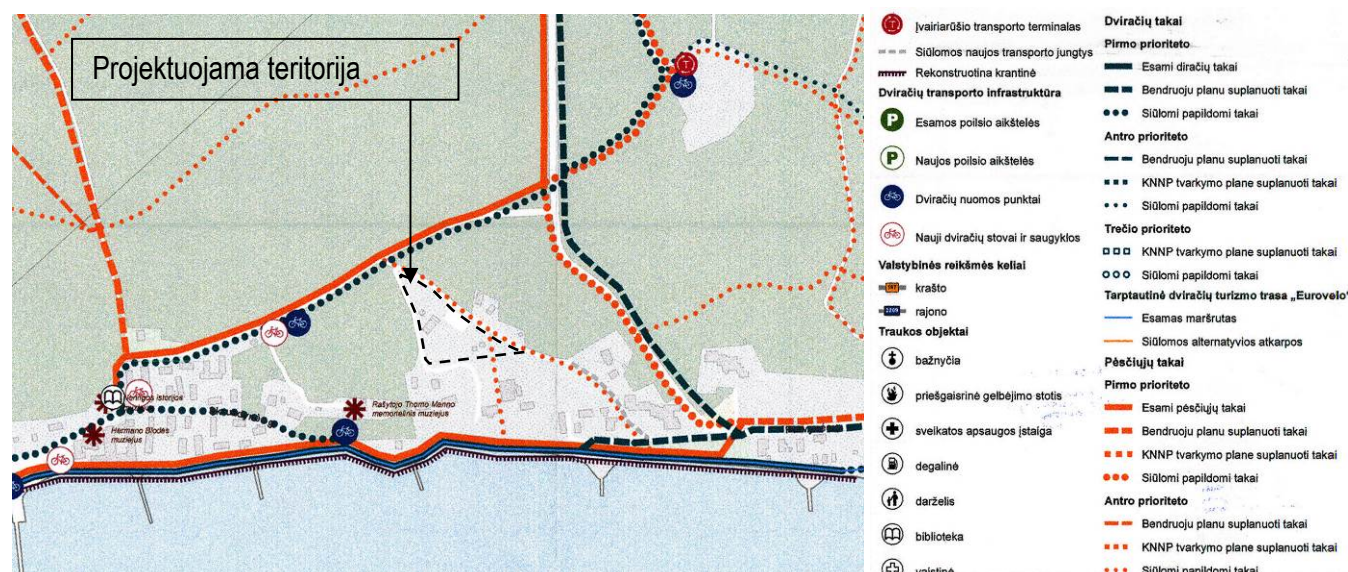 Projektuojama teritorija
istorijos
Hermano Blodės
muziejus
Rašytojo Thomo Manno
memorialinis muziejus
Įvairiarūšio transporto terminalas
Siūlomos naujos transporto jungtys
Rekonstruotina krantinė
Dviračių transporto infrastruktūra
P Esamos poilsio aikštelės
P Naujos poilsio aikštelės
Dviračių nuomos punktai
Nauji dviračių stovai ir saugyklos
Valstybinės reikšmės keliai
krašto
rajono
Traukos objektai
bažnyčia
priešgaisrinė gelbėjimo stotis
sveikatos apsaugos įstaiga
degalinė
darželis
biblioteka
vaistinė
Dviračių takai
Pirmo prioriteto
Esami diračių takai
Bendruoju planu suplanuoti takai
Siūlomi papildomi takai
Antro prioriteto
Bendruoju planu suplanuoti takai
KNNP tvarkymo plane suplanuoti takai
Siūlomi papildomi takai
Trečio prioriteto
KNNP tvarkymo plane suplanuoti takai
Siūlomi papildomi takai
Tarptautinė dviračių turizmo trasa „Eurovelo“
Esamas maršrutas
Siūlomos alternatyvios atkarpos
Pėsčiųjų takai
Pirmo prioriteto
Esami pėsčiųjų takai
Bendruoju planu suplanuoti takai
KNNP tvarkymo plane suplanuoti takai
Siūlomi papildomi takai
Antro prioriteto
Bendruoju planu suplanuoti takai
KNNP tvarkymo plane suplanuoti takai
Siūlomi papildomi takai